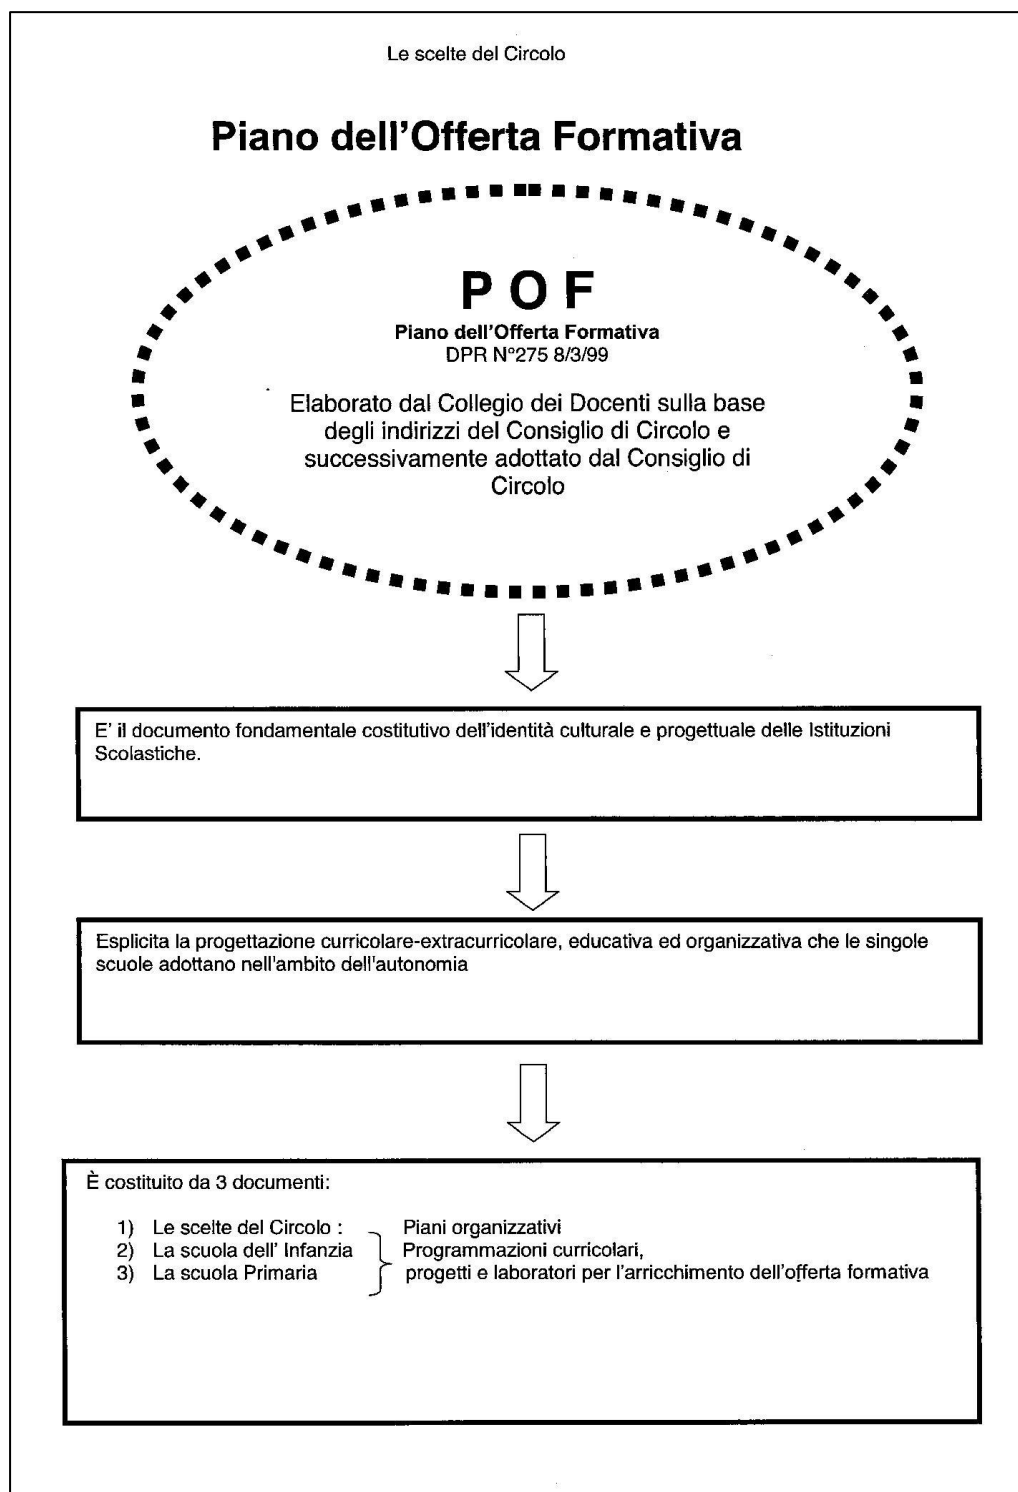 Le scelte del Circolo
Piano dell'Offerta Formativa
P O F
Piano dell'Offerta Formativa
DPR N°275 8/3/99
Elaborato dal Collegio dei Docenti sulla base
degli indirizzi del Consiglio di Circolo e
successivamente adottato dal Consiglio di
Circolo
E' il documento fondamentale costitutivo dell'identità culturale e progettuale delle Istituzioni
Scolastiche.
Esplicita la progettazione curricolare-extracurricolare, educativa ed organizzativa che le singole
scuole adottano nell'ambito dell'autonomia
È costituito da 3 documenti:
1) Le scelte del Circolo : Piani organizzativi
2) La scuola dell' Infanzia Programmazioni curricolari,
3) La scuola Primaria progetti e laboratori per l'arricchimento dell'offerta formativa